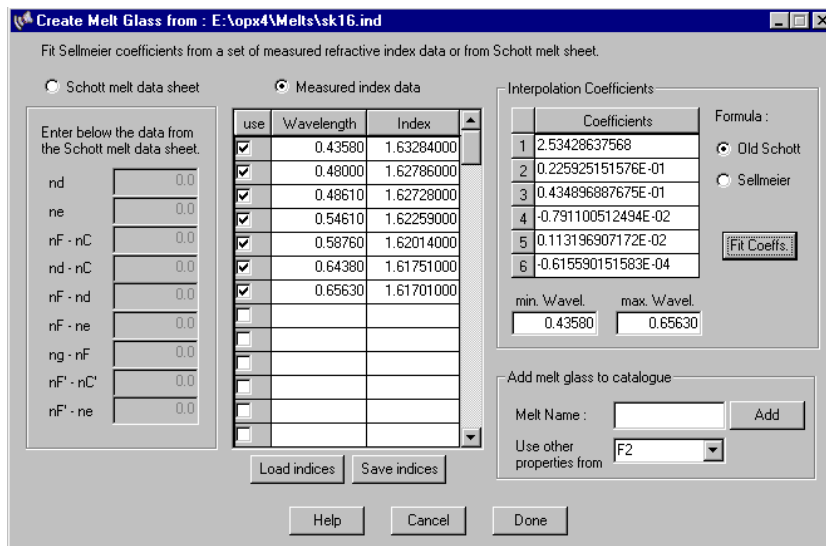 Create Melt Glass from : E:\opx4\Melts\sk16.ind
Fit Sellmeier coefficients from a set of measured refractive index data or from Schott melt sheet.
Schott melt data sheet
Enter below the data from
the Schott melt data sheet.
nd 0.0
ne 0.0
nF - nC 0.0
nd - nC 0.0
nF - nd 0.0
nF - ne 0.0
ng - nF 0.0
nF' - nC' 0.0
nF' - ne 0.0
Measured index data
use Wavelength Index
0.43580 1.63284000
0.48000 1.62786000
0.48610 1.62728000
0.54610 1.62259000
0.58760 1.62014000
0.64380 1.61751000
0.65630 1.61701000
Load indices Save indices
Interpolation Coefficients
Coefficients
1 2.53428637568
2 0.225925151576E-01
3 0.434896887675E-01
4 -0.791100512494E-02
5 0.113196907172E-02
6 -0.615590151583E-04
Formula :
Old Schott
Sellmeier
Fit Coeffs.
min. Wavel. max. Wavel.
0.43580 0.65630
Add melt glass to catalogue
Melt Name : Add
Use other
properties from F2
Help Cancel Done